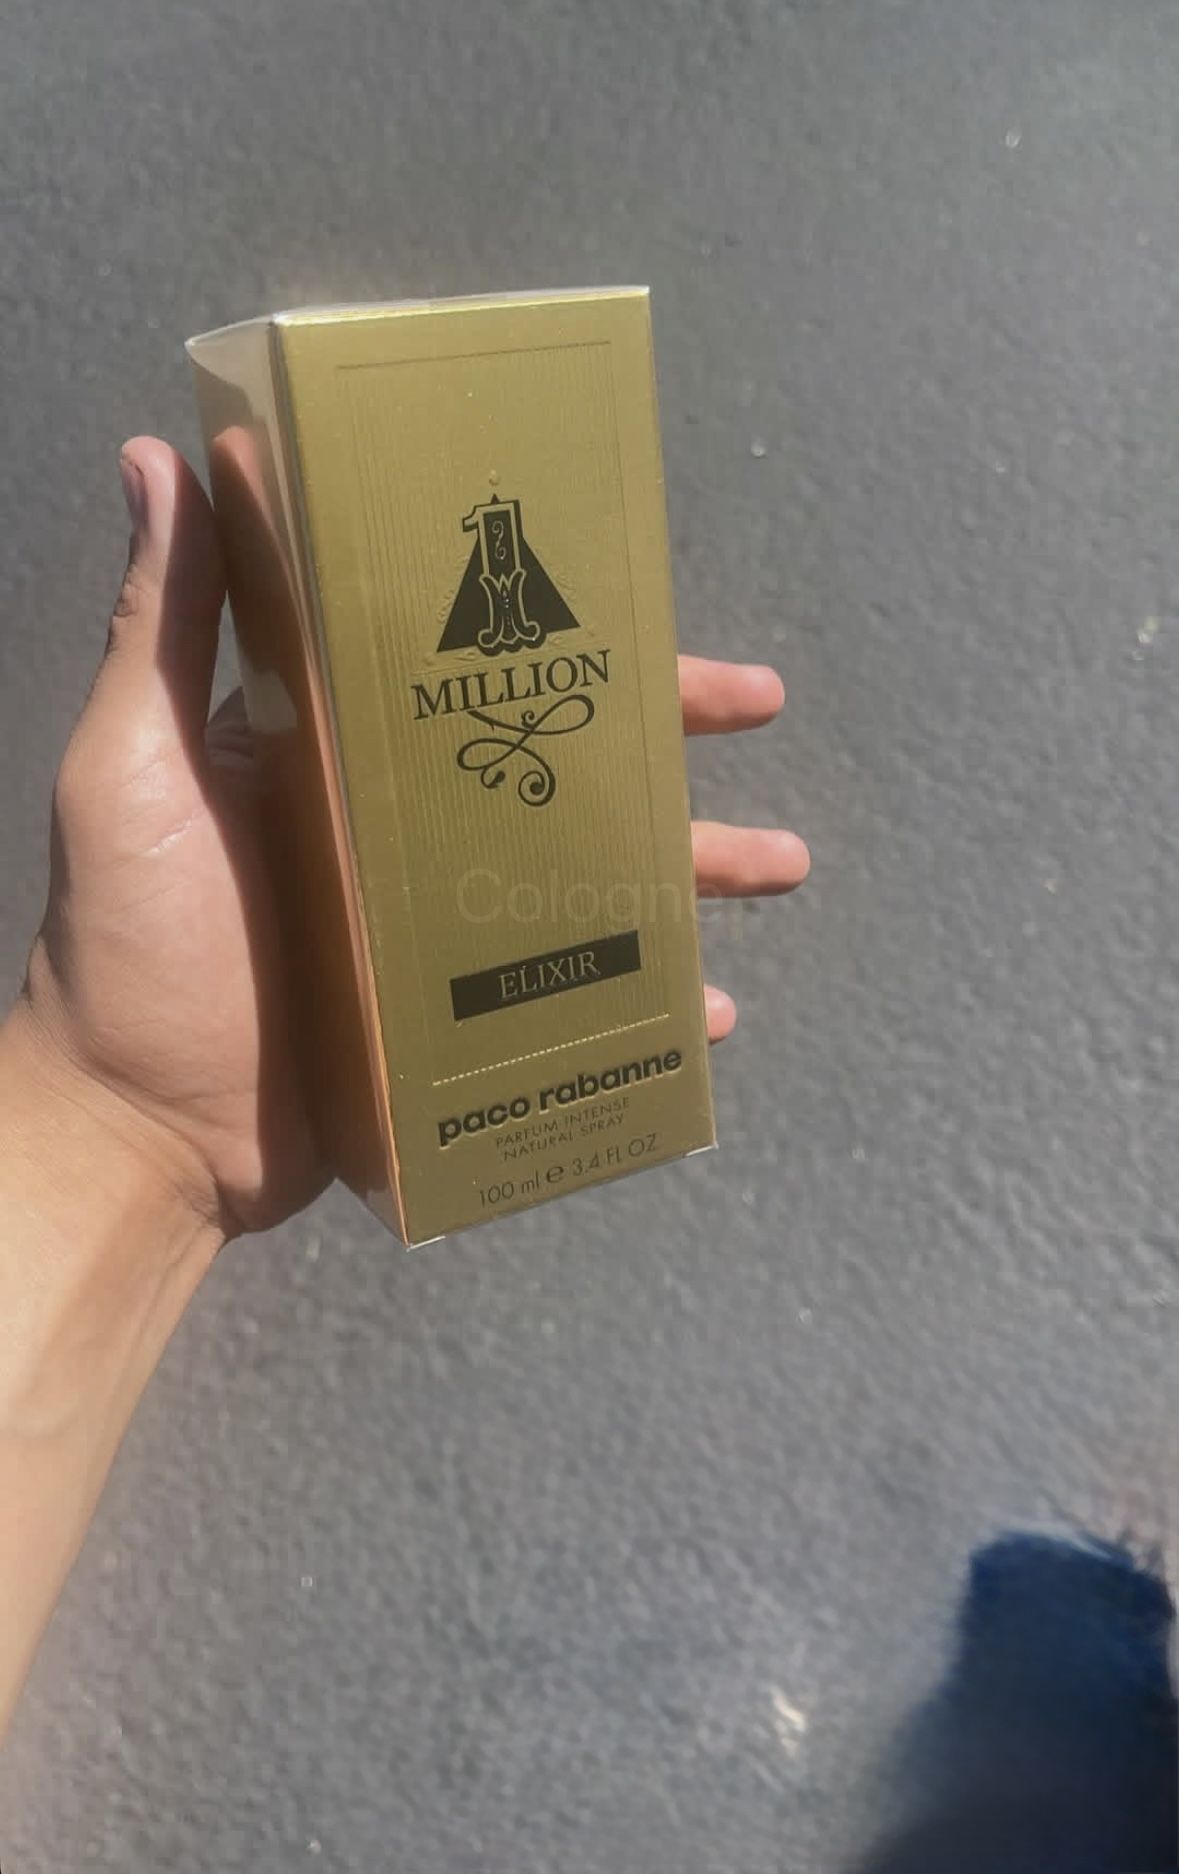 1
MILLION
Cologne
ELIXIR
paco rabanne
PARFUM INTENSE
NATURAL SPRAY
100 ml e 3.4 FL OZ